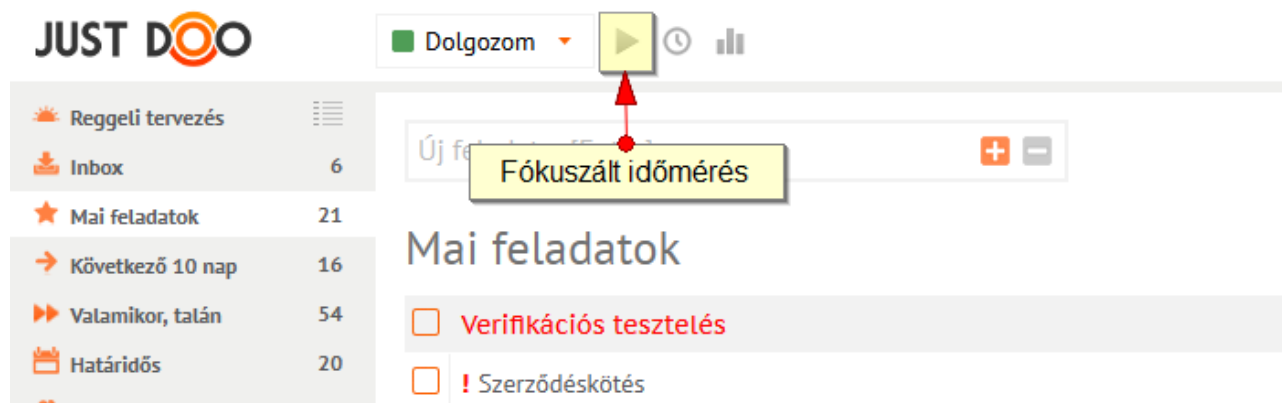 JUST DOO
Dolgozom
Reggeli tervezés
Inbox 6
Új
Fókuszált időmérés
Mai feladatok 21
Következő 10 nap 16
Valamikor, talán 54
Határidős 20
Mai feladatok
Verifikációs tesztelés
! Szerződéskötés